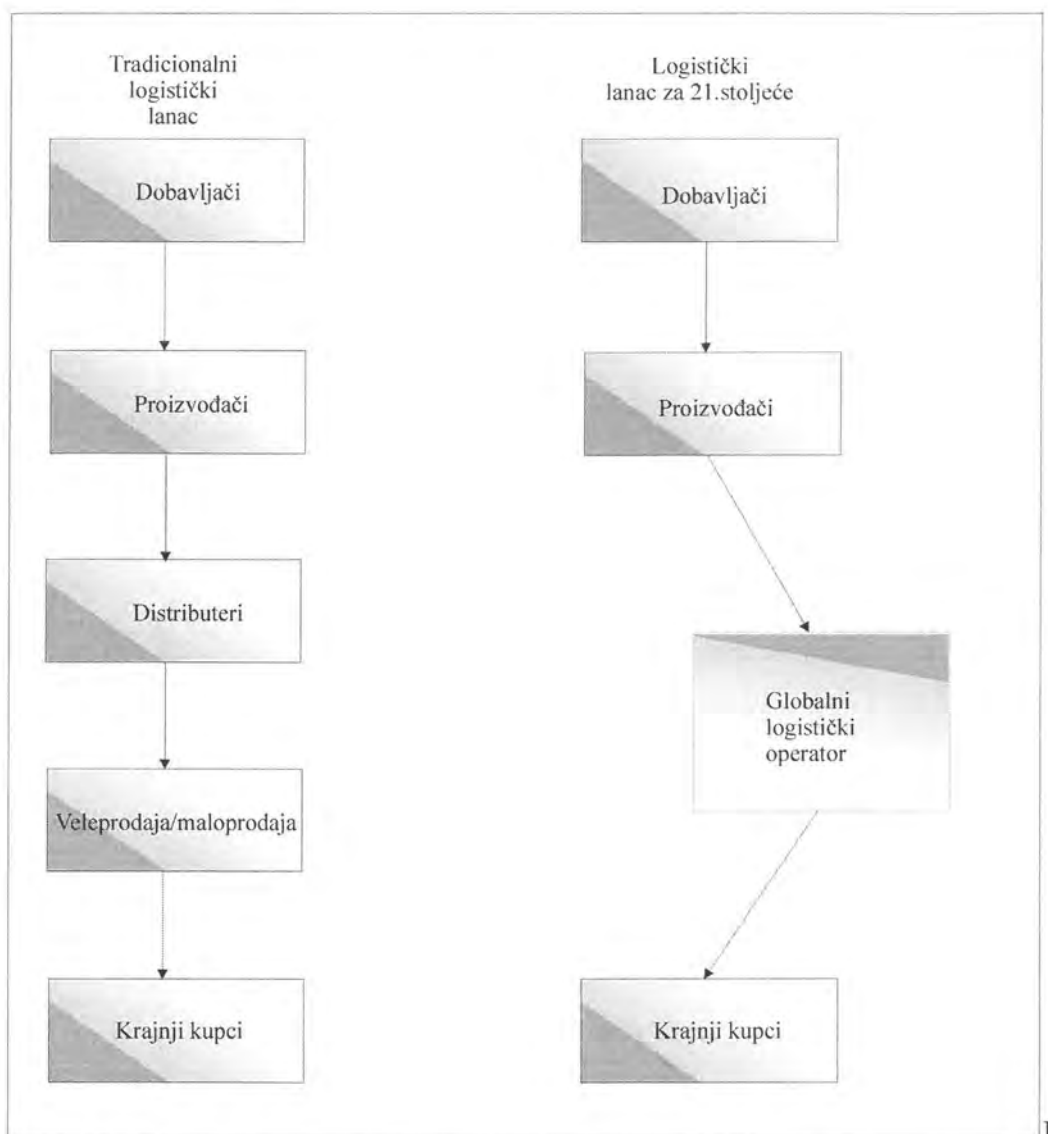 Tradicionalni
logistički
lanac
Dobavljači
Proizvođači
Distributeri
Veleprodaja/maloprodaja
Krajnji kupci
Logistički
lanac za 21.stoljeće
Dobavljači
Proizvođači
Globalni
logistički
operator
Krajnji kupci